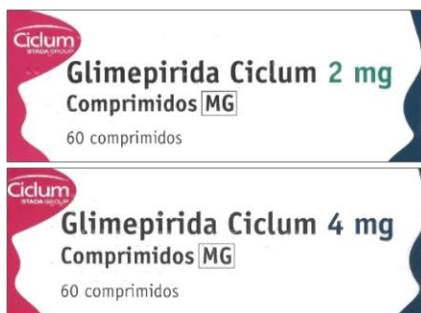 Ciclum
STADA GROUP
Glimepirida Ciclum 2 mg
Comprimidos MG
60 comprimidos
Ciclum
STADA GROUP
Glimepirida Ciclum 4 mg
Comprimidos MG
60 comprimidos